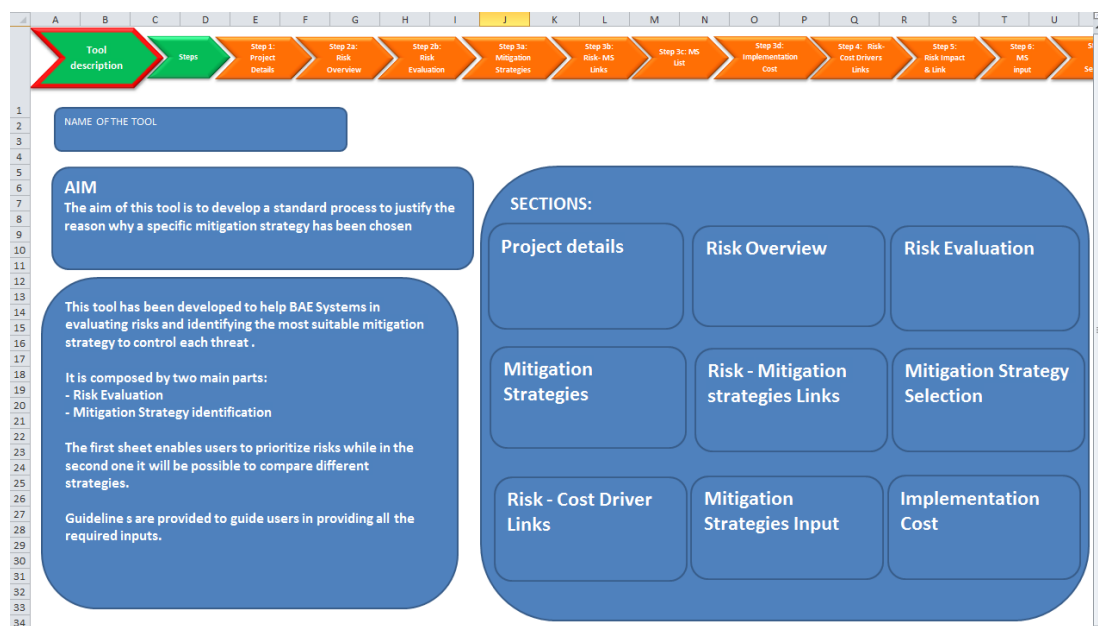 A B C D E F G H I J K L M N O P Q R S T U
Tool
description
Steps
Step 1:
Project
Details
Step 2a:
Risk
Overview
Step 2b:
Risk
Evaluation
Step 3a:
Mitigation
Strategies
Step 3b:
Risk- MS
Links
Step 3c: MS
List
Step 3d:
Implementation
Cost
Step 4: Risk-
Cost Drivers
Links
Step 5:
Risk Impact
& Link
Step 6:
MS
input
S
Se
1
2
3
4
5
6
7
8
9
10
11
12
13
14
15
16
17
18
19
20
21
22
23
24
25
26
27
28
29
30
31
32
33
34
NAME OF THE TOOL
AIM
The aim of this tool is to develop a standard process to justify the
reason why a specific mitigation strategy has been chosen
This tool has been developed to help BAE Systems in
evaluating risks and identifying the most suitable mitigation
strategy to control each threat .
It is composed by two main parts:
- Risk Evaluation
- Mitigation Strategy identification
The first sheet enables users to prioritize risks while in the
second one it will be possible to compare different
strategies.
Guideline s are provided to guide users in providing all the
required inputs.
SECTIONS:
Project details
Risk Overview
Risk Evaluation
Mitigation
Strategies
Risk - Mitigation
strategies Links
Mitigation Strategy
Selection
Risk - Cost Driver
Links
Mitigation
Strategies Input
Implementation
Cost